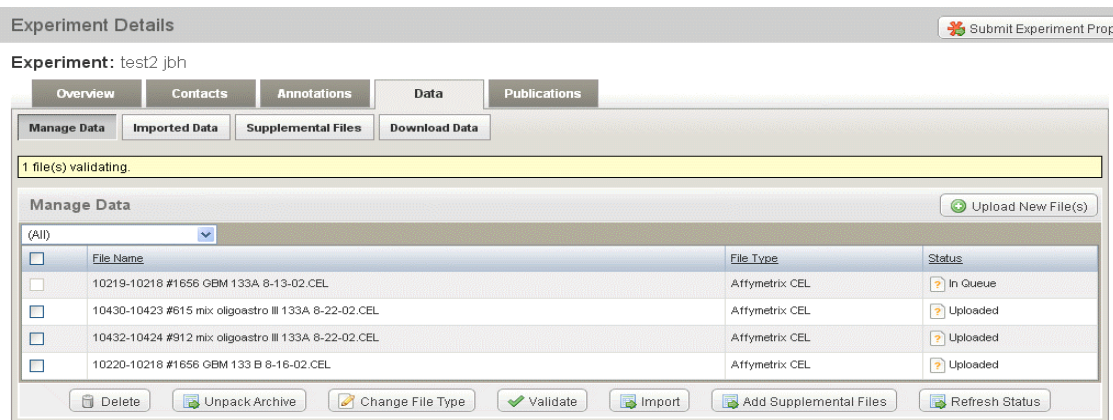 Experiment Details
Submit Experiment Prop
Experiment: test2 jbh
Overview Contacts Annotations Data Publications
Manage Data Imported Data Supplemental Files Download Data
1 file(s) validating.
Manage Data Upload New File(s)
(All)
File Name File Type Status
10219-10218 #1656 GBM 133A 8-13-02.CEL Affymetrix CEL In Queue
10430-10423 #615 mix oligoastro III 133A 8-22-02.CEL Affymetrix CEL Uploaded
10432-10424 #912 mix oligoastro III 133A 8-22-02.CEL Affymetrix CEL Uploaded
10220-10218 #1656 GBM 133 B 8-16-02.CEL Affymetrix CEL Uploaded
Delete Unpack Archive Change File Type Validate Import Add Supplemental Files Refresh Status